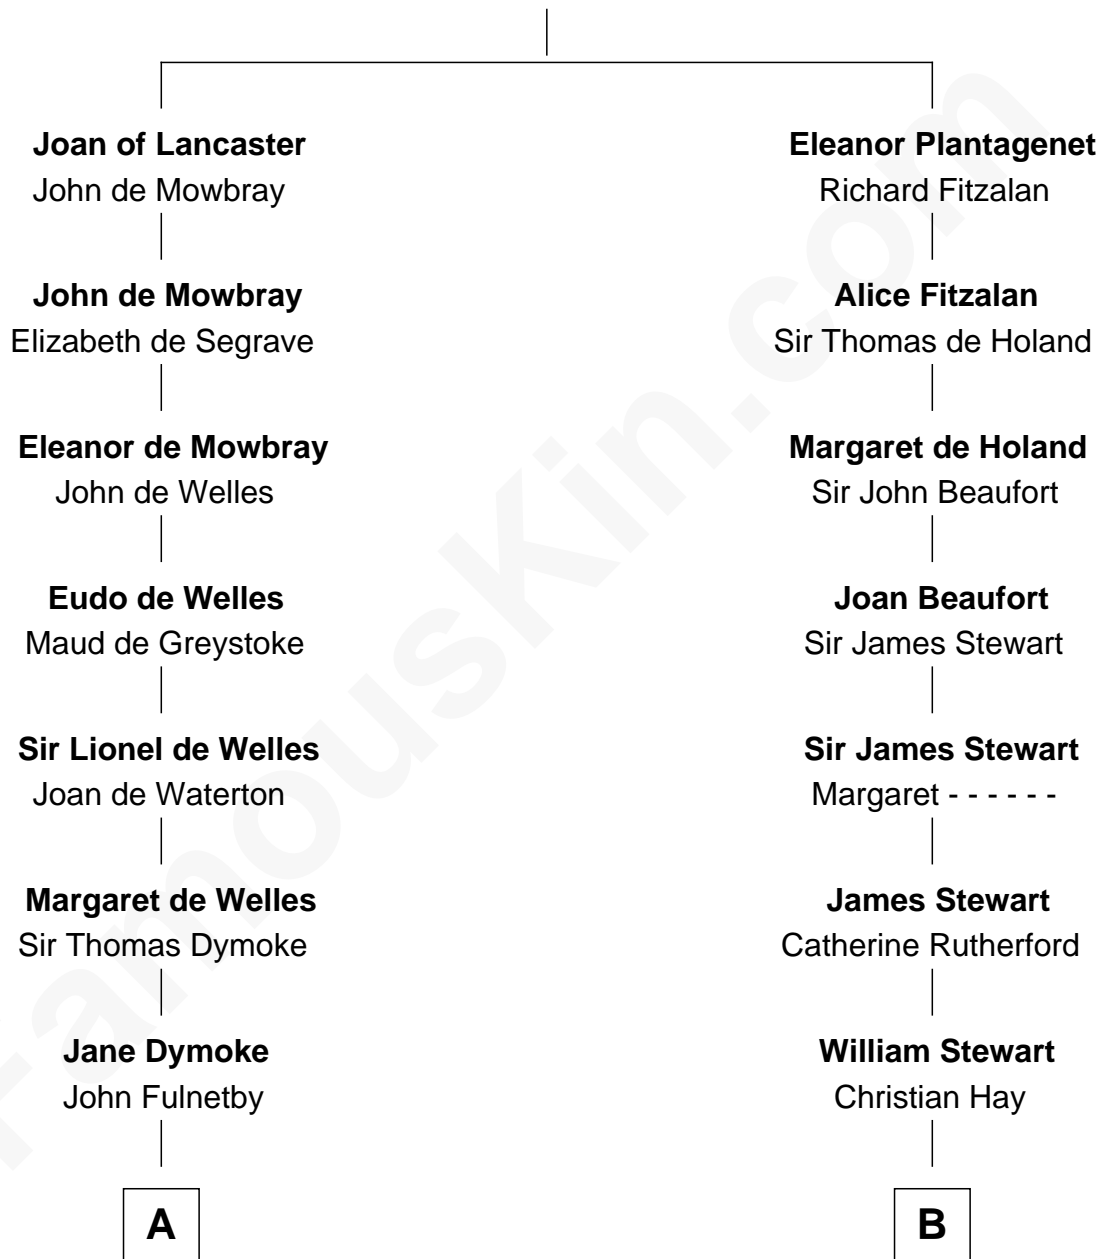 Joan of Lancaster
John de Mowbray
John de Mowbray
Elizabeth de Segrave
Eleanor de Mowbray
John de Welles
Eudo de Welles
Maud de Greystoke
Sir Lionel de Welles
Joan de Waterton
Margaret de Welles
Sir Thomas Dymoke
Jane Dymoke
John Fulnetby
A
Eleanor Plantagenet
Richard Fitzalan
Alice Fitzalan
Sir Thomas de Holand
Margaret de Holand
Sir John Beaufort
Joan Beaufort
Sir James Stewart
Sir James Stewart
Margaret - - - - - -
James Stewart
Catherine Rutherford
William Stewart
Christian Hay
B
FamousKin.com